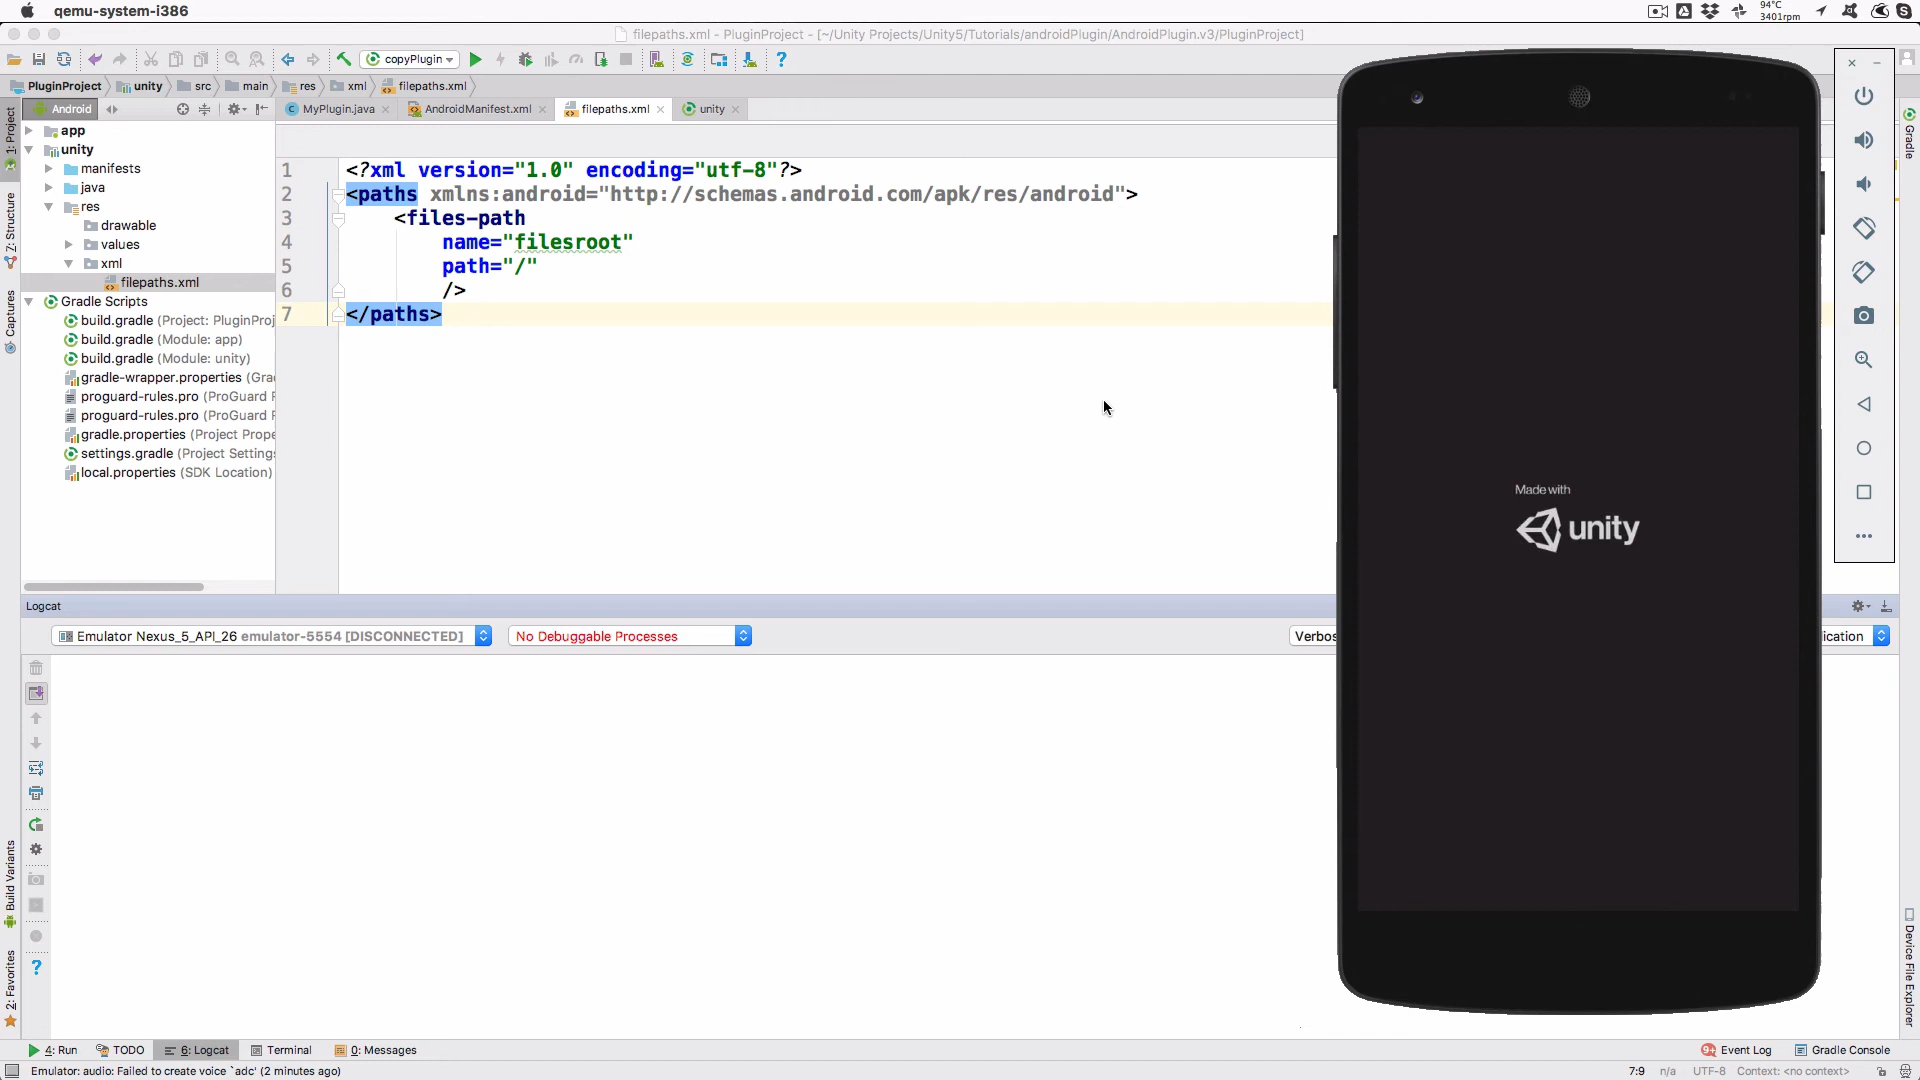 qemu-system-i386
94°C
3401rpm
filepaths.xml - PluginProject - [~/Unity Projects/Unity5/Tutorials/androidPlugin/AndroidPlugin.v3/PluginProject]
copyPlugin
PluginProject
unity
src
main
res
xml
filepaths.xml
Android
MyPlugin.java
AndroidManifest.xml
filepaths.xml
unity
1: Project
Z: Structure
Captures
Build Variants
2: Favorites
app
unity
manifests
java
res
drawable
values
xml
filepaths.xml
Gradle Scripts
build.gradle (Project: PluginProj
build.gradle (Module: app)
build.gradle (Module: unity)
gradle-wrapper.properties (Gra
proguard-rules.pro (ProGuard
proguard-rules.pro (ProGuard
gradle.properties (Project Prope
settings.gradle (Project Setting
local.properties (SDK Location)
1 <?xml version="1.0" encoding="utf-8"?>
2 <paths xmlns:android="http://schemas.android.com/apk/res/android">
3 <files-path
4 name="filesroot"
5 path="/"
6 />
7 </paths>
Made with
unity
Gradle
Device File Explorer
Logcat
Emulator Nexus_5_API_26 emulator-5554 [DISCONNECTED]
No Debuggable Processes
Verbos
ication
4: Run
TODO
6: Logcat
Terminal
0: Messages
9+ Event Log
Gradle Console
Emulator: audio: Failed to create voice `adc' (2 minutes ago)
7:9
n/a
UTF-8
Context: <no context>